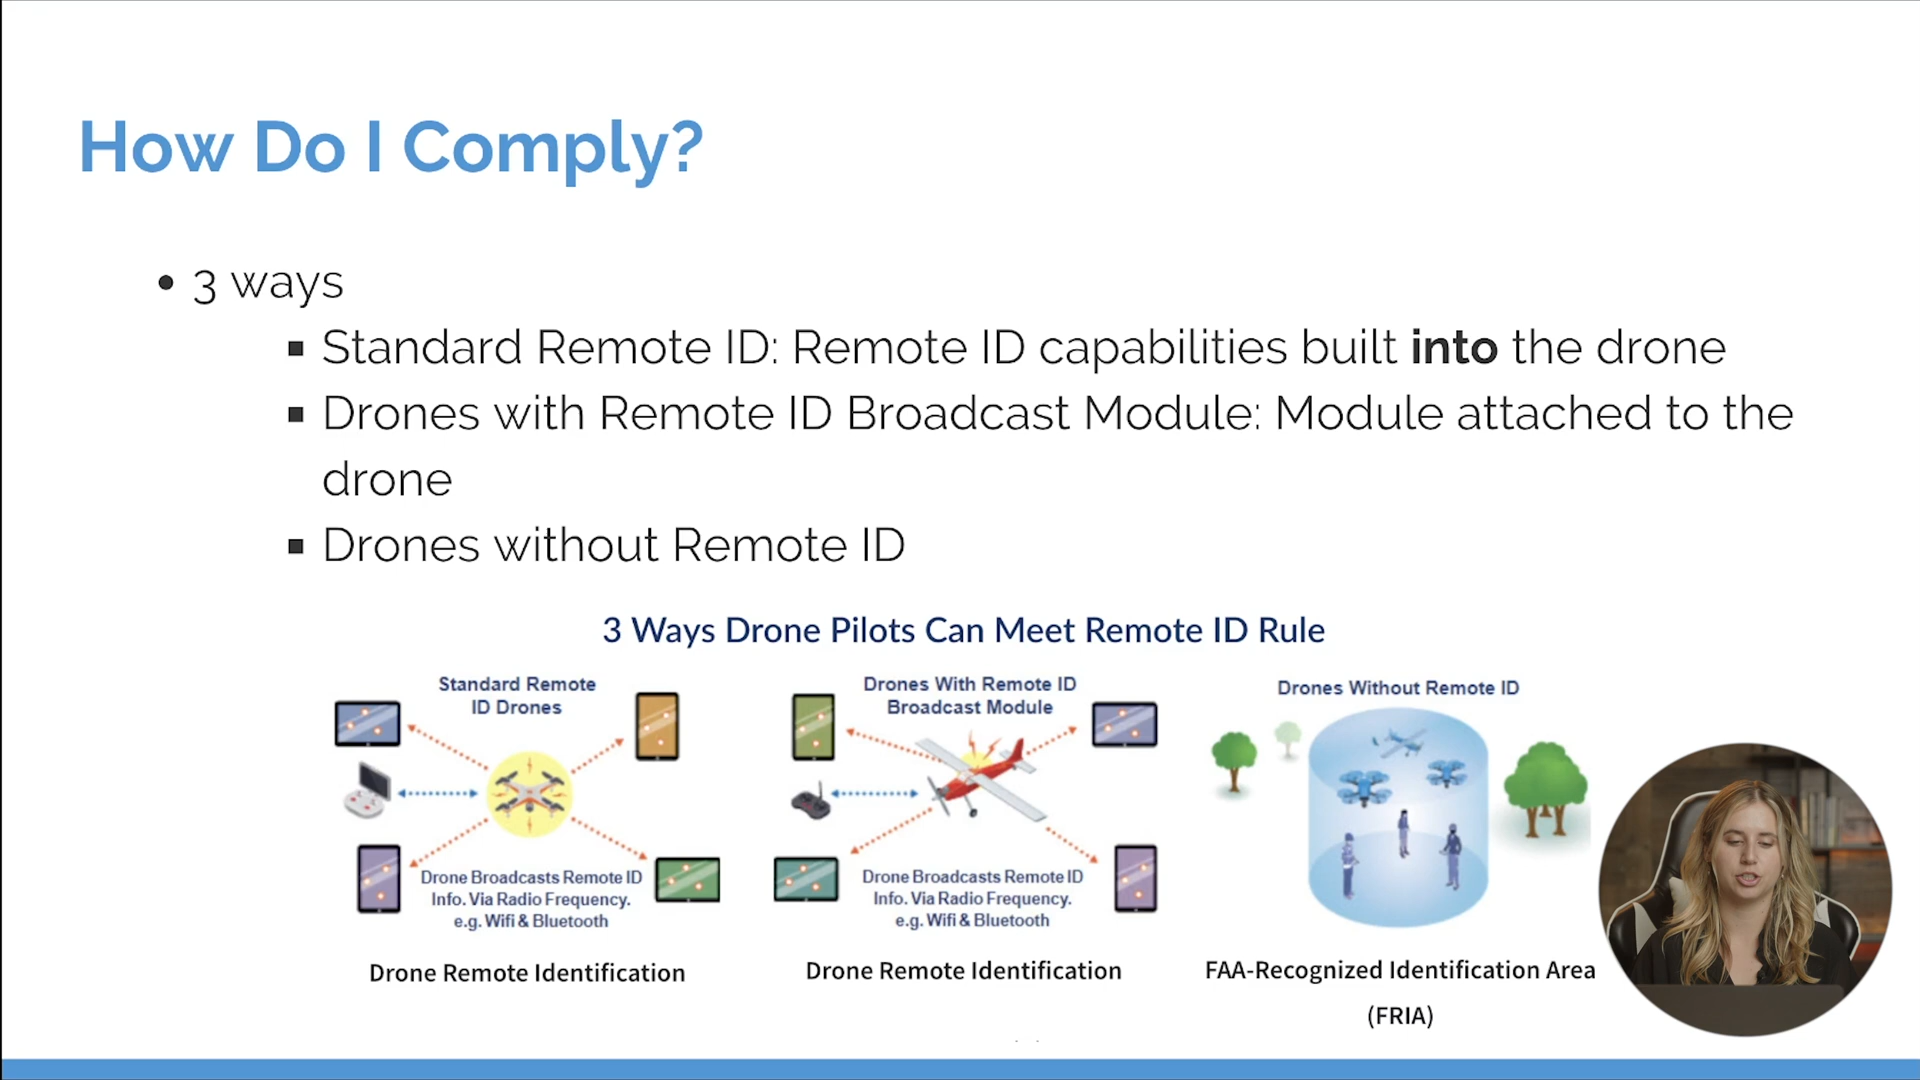 How Do I Comply?
• 3 ways
▪ Standard Remote ID: Remote ID capabilities built into the drone
▪ Drones with Remote ID Broadcast Module: Module attached to the
drone
▪ Drones without Remote ID
3 Ways Drone Pilots Can Meet Remote ID Rule
Standard Remote
ID Drones
Drone Broadcasts Remote ID
Info. Via Radio Frequency.
e.g. Wifi & Bluetooth
Drone Remote Identification
Drones With Remote ID
Broadcast Module
Drone Broadcasts Remote ID
Info. Via Radio Frequency.
e.g. Wifi & Bluetooth
Drone Remote Identification
Drones Without Remote ID
FAA-Recognized Identification Area
(FRIA)